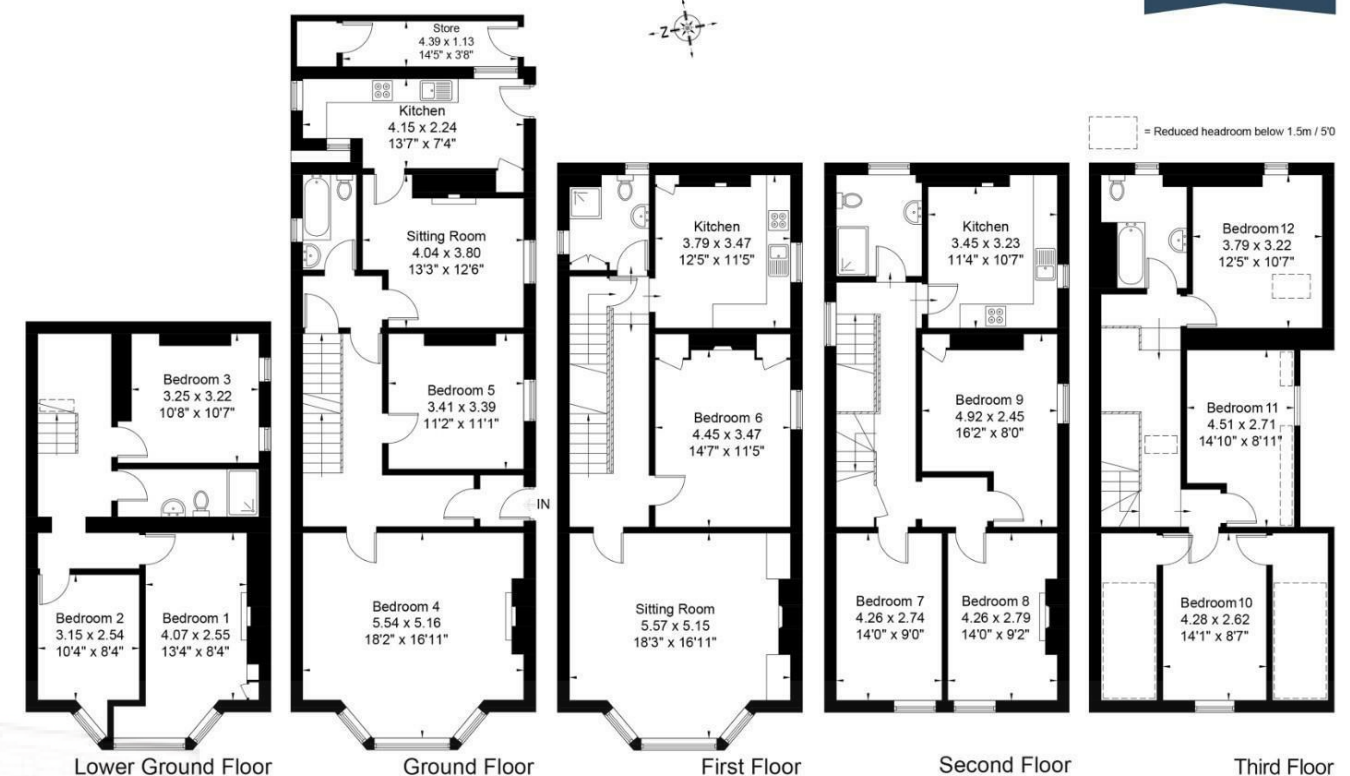 Store
4.39 x 1.13
14'5" x 3'8"
Z
Kitchen
4.15 x 2.24
13'7" x 7'4"
= Reduced headroom below 1.5m / 5'0
Sitting Room
4.04 x 3.80
13'3" x 12'6"
Kitchen
3.79 x 3.47
12'5" x 11'5"
Kitchen
3.45 x 3.23
11'4" x 10'7"
Bedroom 12
3.79 x 3.22
12'5" x 10'7"
Bedroom 3
3.25 x 3.22
10'8" x 10'7"
Bedroom 5
3.41 x 3.39
11'2" x 11'1"
Bedroom 6
4.45 x 3.47
14'7" x 11'5"
Bedroom 9
4.92 x 2.45
16'2" x 8'0"
Bedroom 11
4.51 x 2.71
14'10" x 8'11"
IN
Bedroom 2
3.15 x 2.54
10'4" x 8'4"
Bedroom 1
4.07 x 2.55
13'4" x 8'4"
Bedroom 4
5.54 x 5.16
18'2" x 16'11"
Sitting Room
5.57 x 5.15
18'3" x 16'11"
Bedroom 7
4.26 x 2.74
14'0" x 9'0"
Bedroom 8
4.26 x 2.79
14'0" x 9'2"
Bedroom 10
4.28 x 2.62
14'1" x 8'7"
Lower Ground Floor
Ground Floor
First Floor
Second Floor
Third Floor